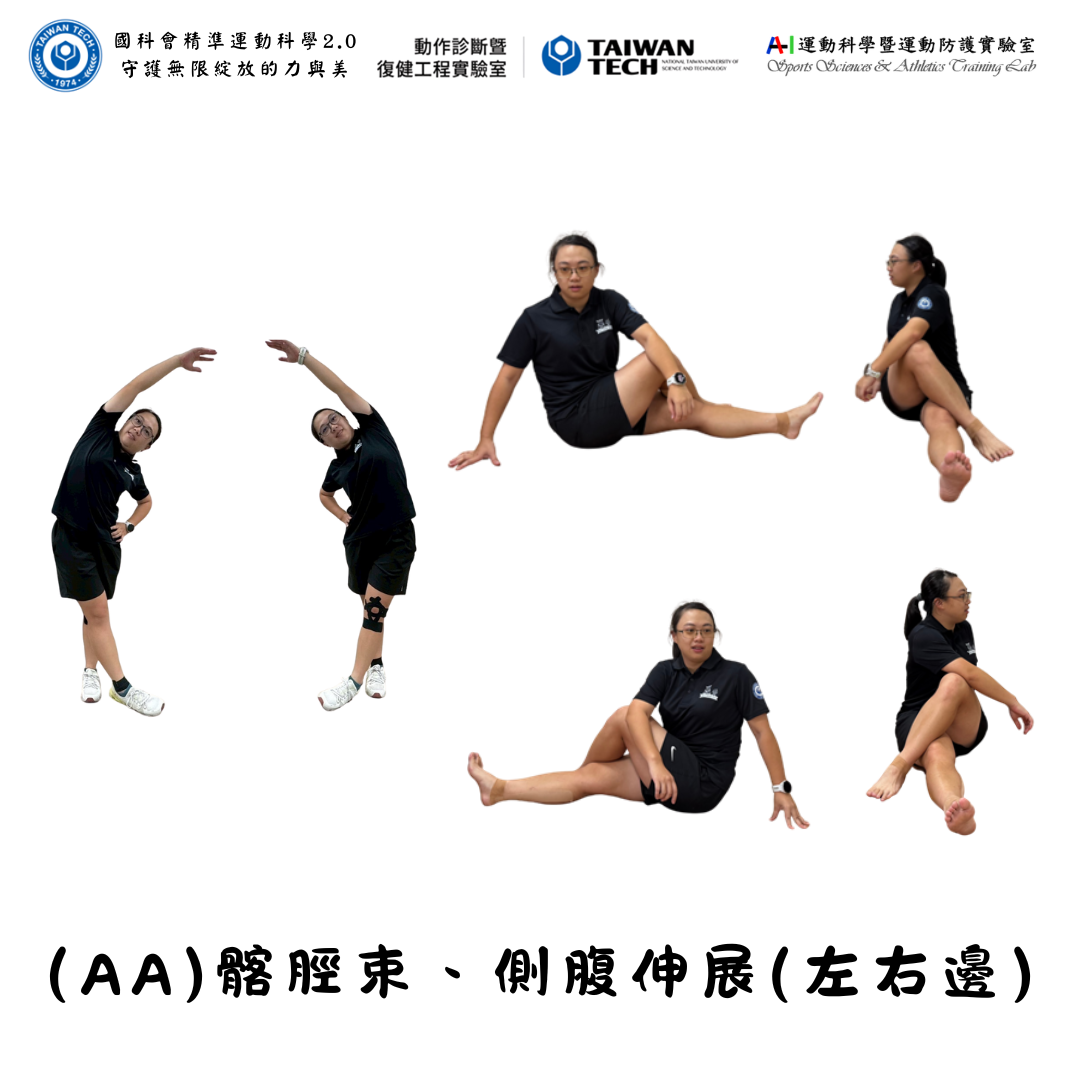 TAIWAN TECH
1974
國科會精準運動科學2.0
守護無限綻放的力與美
動作診斷暨
復健工程實驗室
TAIWAN
TECH
NATIONAL TAIWAN UNIVERSITY OF
SCIENCE AND TECHNOLOGY
A-I 運動科學暨運動防護實驗室
Sports Sciences & Athletics Training Lab
(AA)髂脛束、側腹伸展(左右邊)